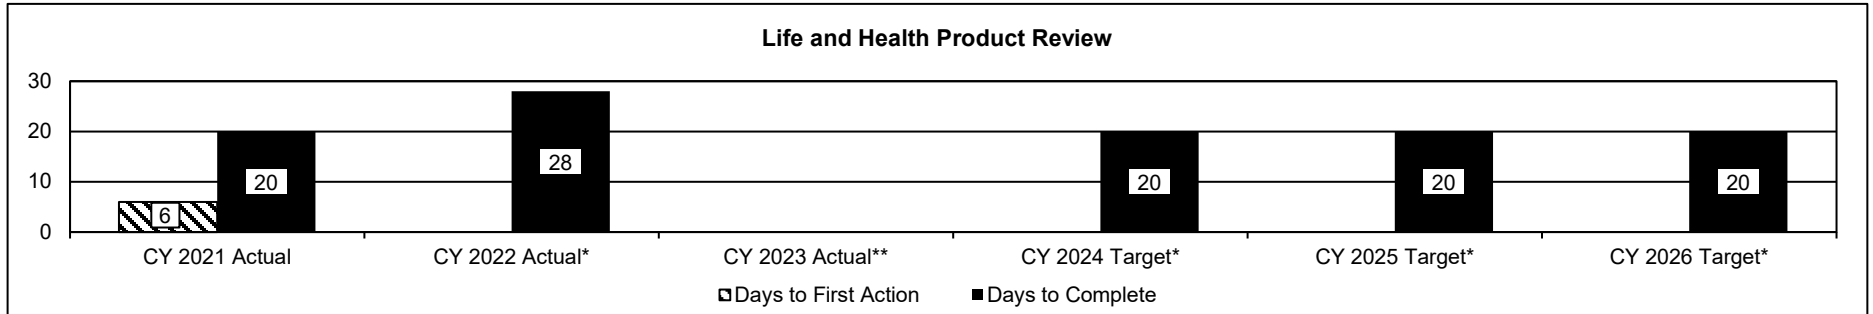 Life and Health Product Review
30
20
10
0
6
20
28
20
20
20
CY 2021 Actual
CY 2022 Actual*
CY 2023 Actual**
CY 2024 Target*
CY 2025 Target*
CY 2026 Target*
Days to First Action
Days to Complete